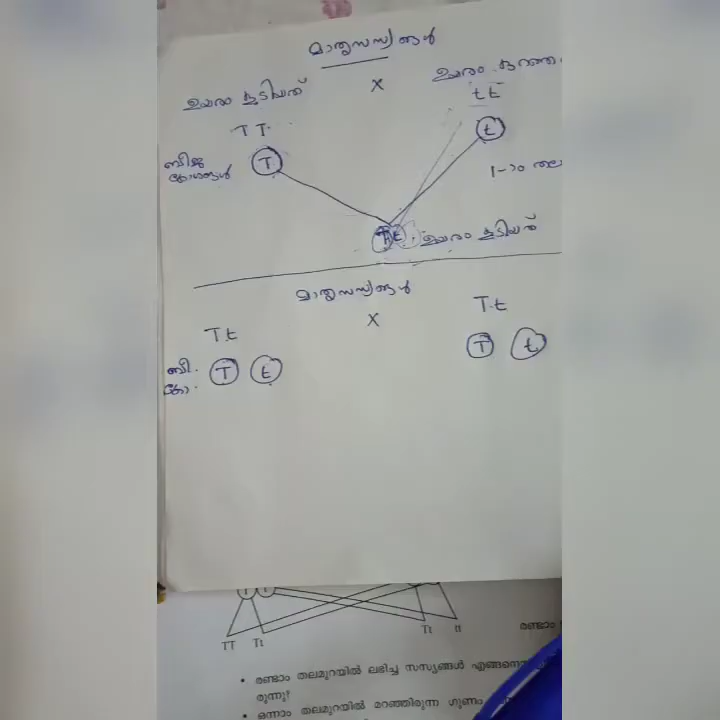 മാതൃസസ്യങ്ങൾ
ഉയരം കൂടിയത് X ഉയരം കുറഞ്ഞ
TT tt
ബീജ കോശങ്ങൾ T t
1-ാം തല
Tt ഉയരം കൂടിയത്
മാതൃസസ്യങ്ങൾ
Tt X Tt
ബീ. കോ. T t T t
TT Tt Tt tt രണ്ടാം
• രണ്ടാം തലമുറയിൽ ലഭിച്ച സസ്യങ്ങൾ
രുന്നു?
• ഒന്നാം തലമുറയിൽ മറഞ്ഞിരുന്ന ഗുണം